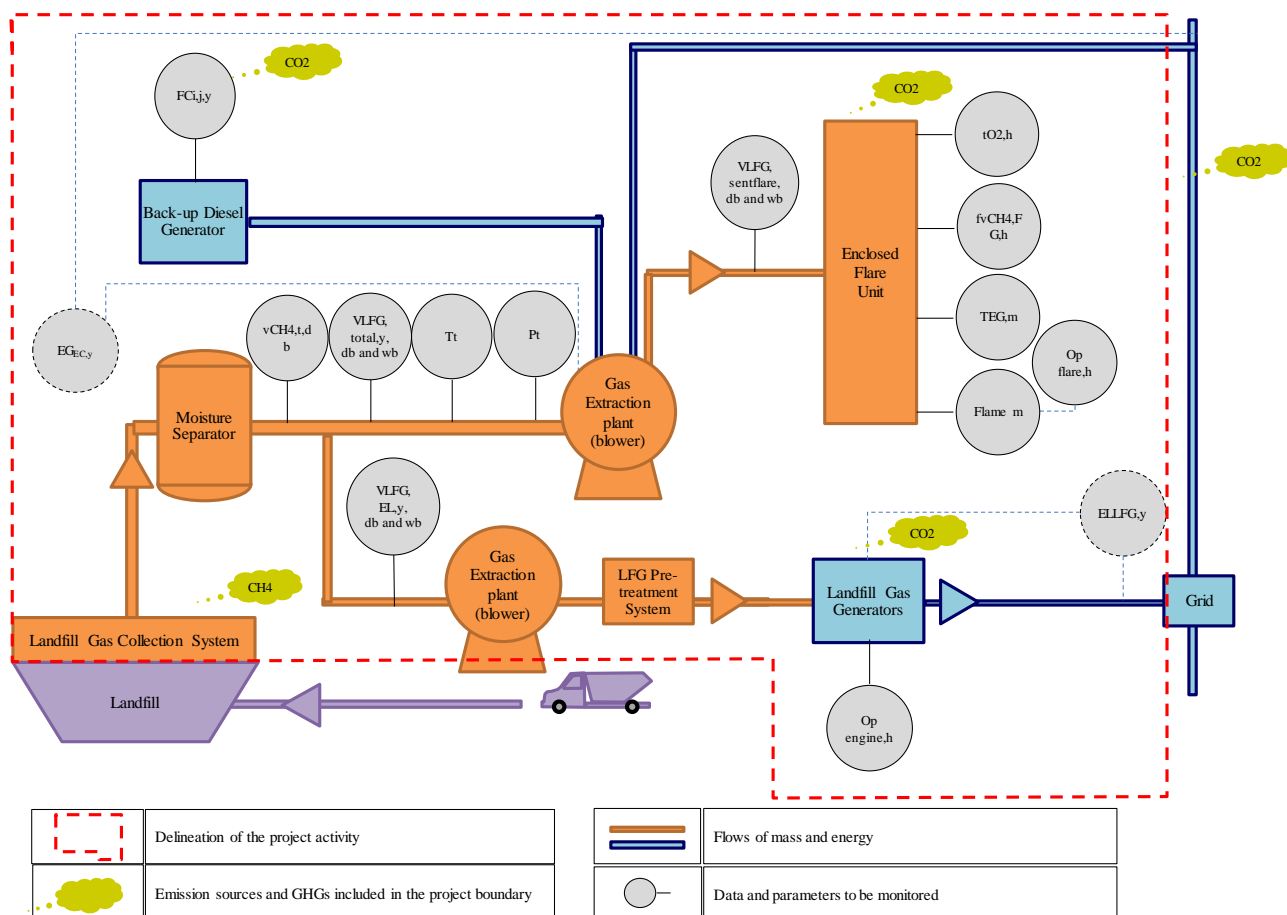 CO2
FCi,j,y
Back-up Diesel
Generator
CO2
tO2,h
CO2
VLFG,
sentflare,
db and wb
fvCH4,F
G,h
Enclosed
Flare
Unit
TEG,m
Op
flare,h
Flame m
EGEC,y
vCH4,t,d
b
VLFG,
total,y,
db and wb
Tt
Pt
Moisture
Separator
Gas
Extraction
plant
(blower)
VLFG,
EL,y,
db and wb
Gas
Extraction
plant
(blower)
LFG Pre-
treatment
System
CO2
ELLFG,y
Landfill Gas
Generators
Grid
CH4
Landfill Gas Collection System
Landfill
Op
engine,h
Delineation of the project activity
Flows of mass and energy
Emission sources and GHGs included in the project boundary
Data and parameters to be monitored